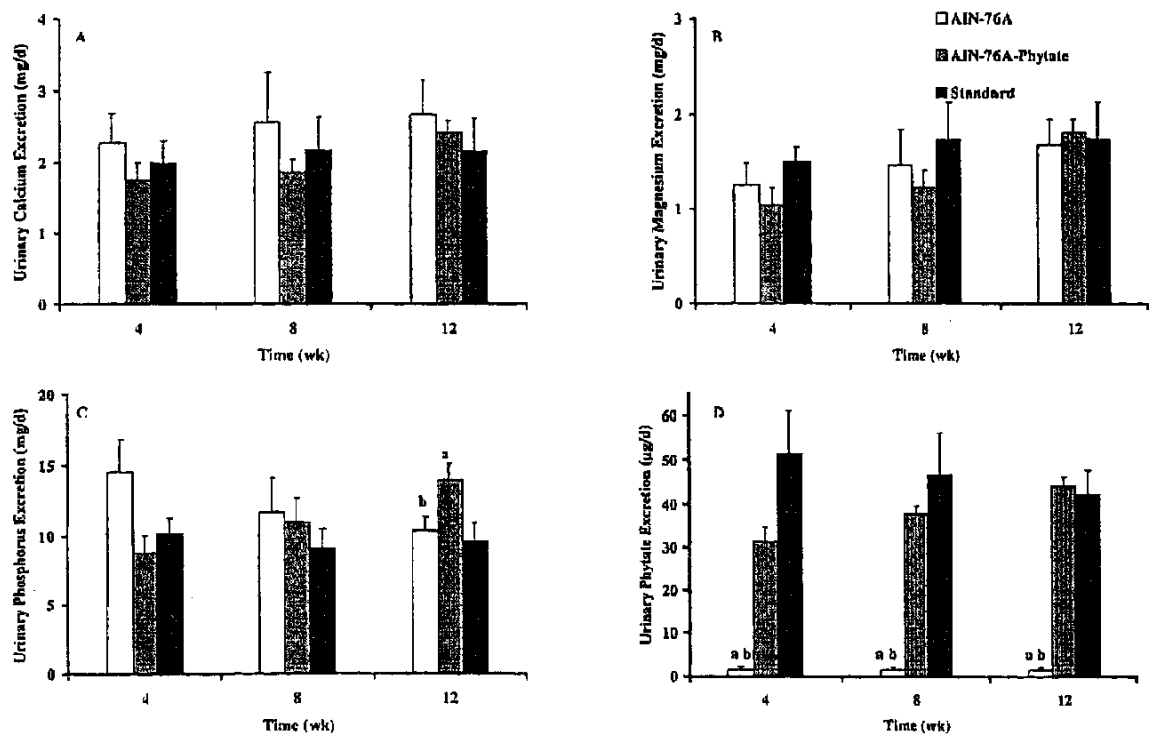 A
Urinary Calcium Excretion (mg/d)
4
3
2
1
0
4 8 12
Time (wk)
B
Urinary Magnesium Excretion (mg/d)
3
2
1
0
4 8 12
Time (wk)
AIN-76A
AIN-76A-Phytate
Standard
C
Urinary Phosphorus Excretion (mg/d)
20
15
10
5
0
b
a
4 8 12
Time (wk)
D
Urinary Phytate Excretion (µg/d)
60
50
40
30
20
10
0
a b a b a b
4 8 12
Time (wk)